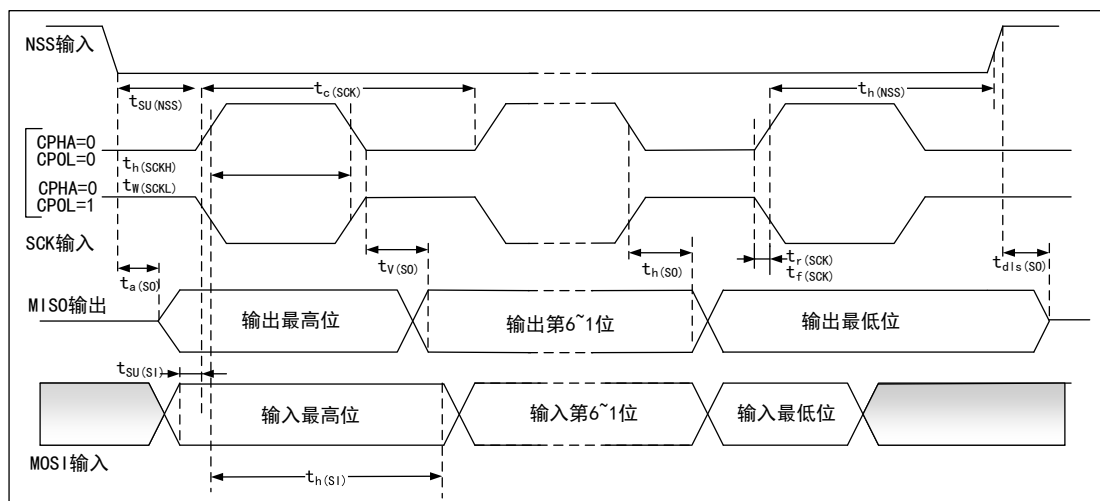 NSS输入
tSU(NSS)
tc(SCK)
th(NSS)
CPHA=0
CPOL=0
th(SCKH)
CPHA=0
CPOL=1
tW(SCKL)
SCK输入
ta(SO)
tV(SO)
th(SO)
tr(SCK)
tf(SCK)
tdls(SO)
MISO输出
输出最高位
输出第6~1位
输出最低位
tSU(SI)
输入最高位
输入第6~1位
输入最低位
MOSI输入
th(SI)